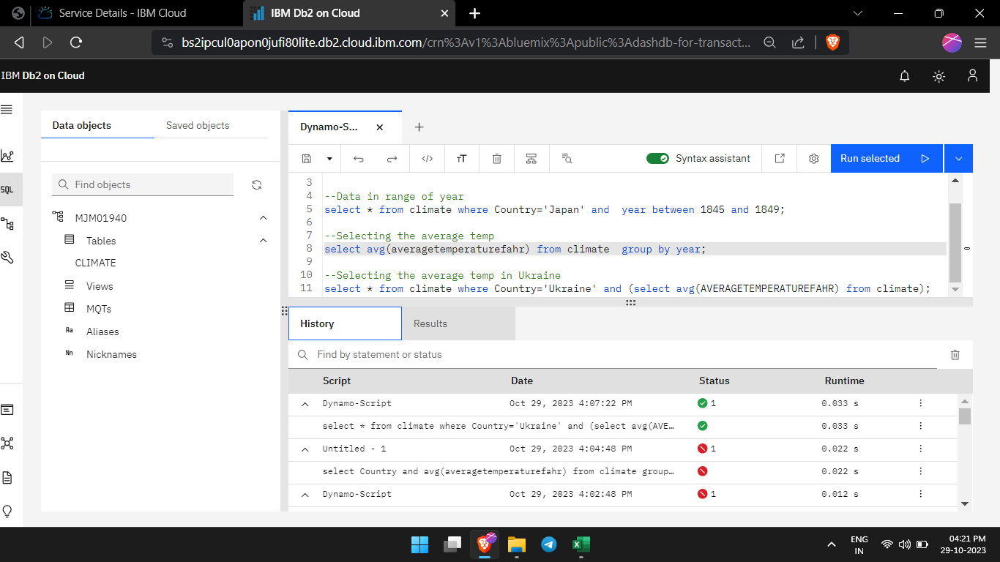 Service Details - IBM Cloud
IBM Db2 on Cloud
bs2ipcul0apon0jufi80lite.db2.cloud.ibm.com/crn%3Av1%3Abluemix%3Apublic%3Adashdb-for-transact...
IBM Db2 on Cloud
Data objects
Saved objects
Find objects
SQL
MJM01940
Tables
CLIMATE
Views
MQTs
Aa Aliases
Nn Nicknames
Dynamo-S...
Syntax assistant
Run selected
3
4 --Data in range of year
5 select * from climate where Country='Japan' and  year between 1845 and 1849;
6
7 --Selecting the average temp
8 select avg(averagetemperaturefahr) from climate  group by year;
9
10 --Selecting the average temp in Ukraine
11 select * from climate where Country='Ukraine' and (select avg(AVERAGETEMPERATUREFAHR) from climate);
History
Results
Find by statement or status
Script Date Status Runtime
Dynamo-Script Oct 29, 2023 4:07:22 PM 1 0.033 s
select * from climate where Country='Ukraine' and (select avg(AVE... 0.033 s
Untitled - 1 Oct 29, 2023 4:04:48 PM 1 0.022 s
select Country and avg(averagetemperaturefahr) from climate group... 0.022 s
Dynamo-Script Oct 29, 2023 4:02:48 PM 1 0.012 s
ENG
IN
04:21 PM
29-10-2023